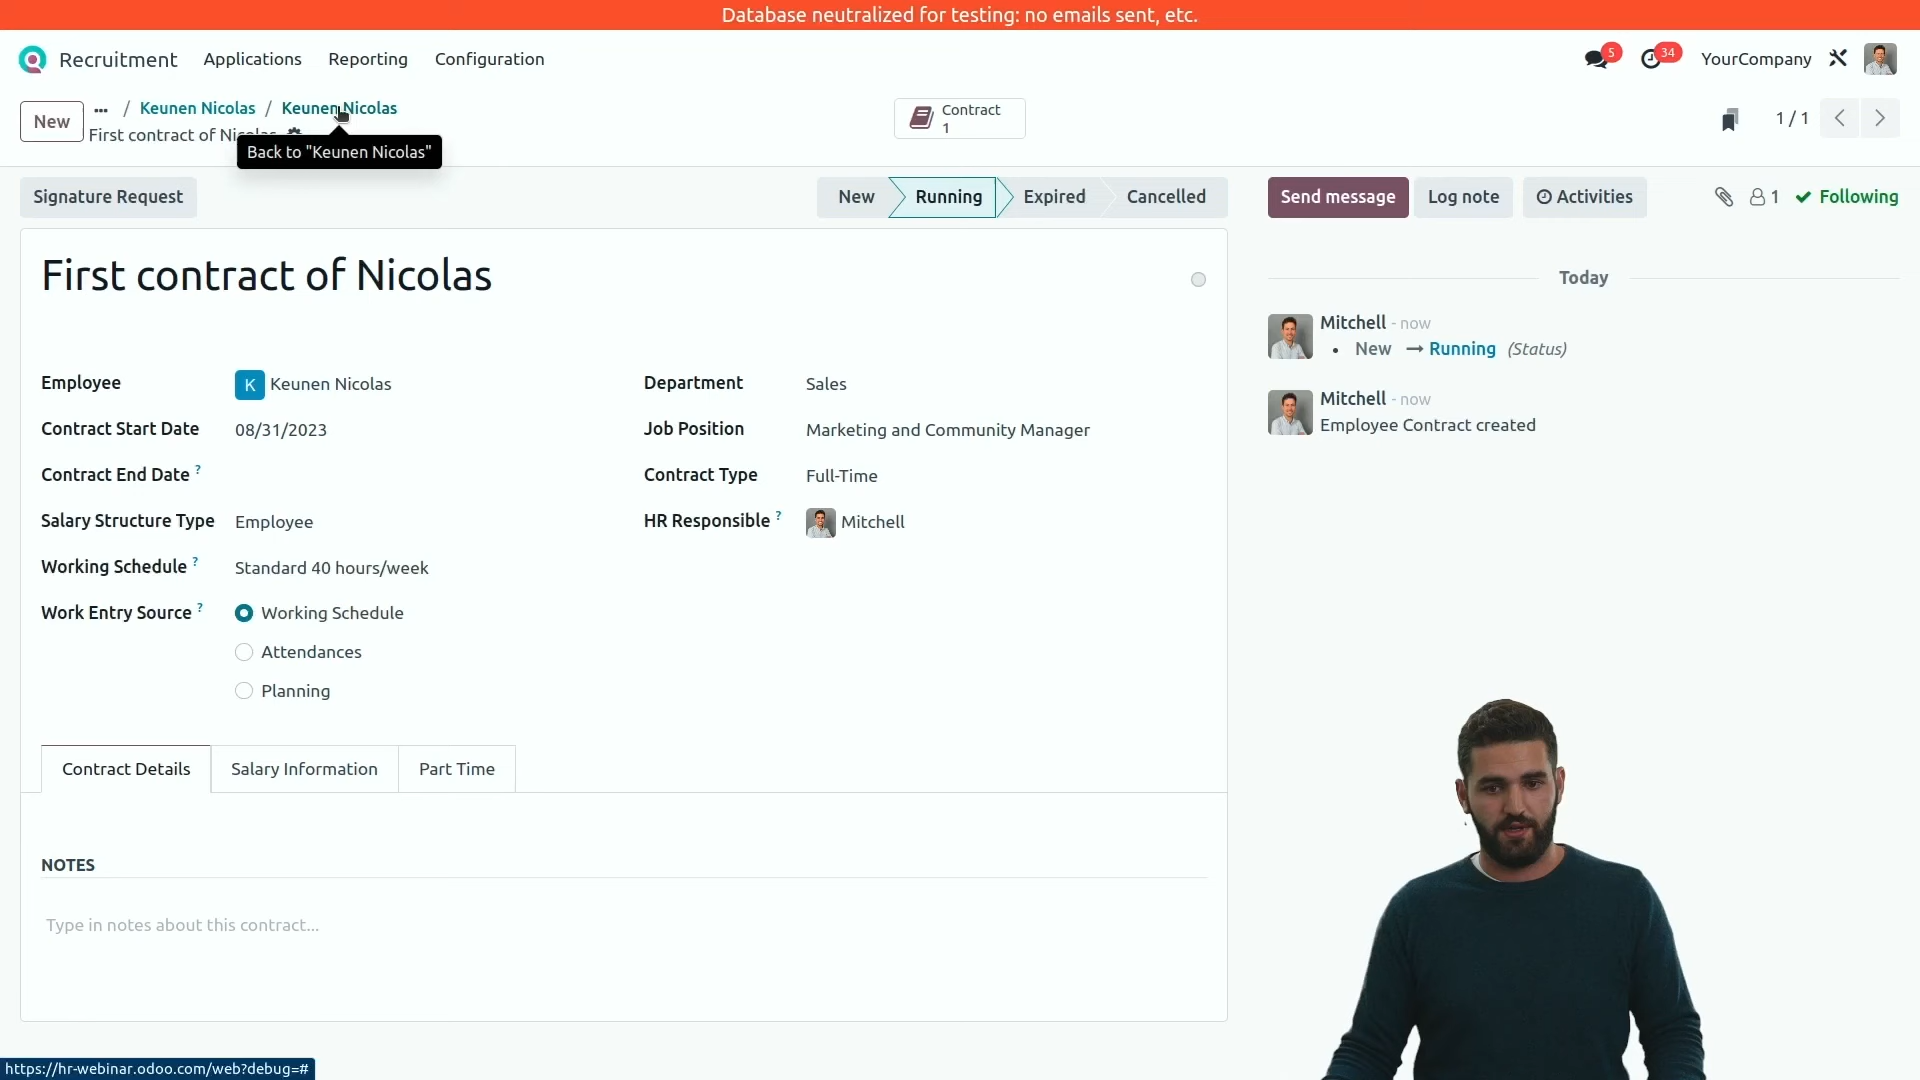 Database neutralized for testing: no emails sent, etc.
Recruitment Applications Reporting Configuration 5 34 YourCompany
New ... / Keunen Nicolas / Keunen Nicolas
First contract of Nicolas
Back to "Keunen Nicolas"
Contract
1
1 / 1
Signature Request New Running Expired Cancelled Send message Log note Activities 1 Following
First contract of Nicolas
Today
Mitchell - now
• New → Running (Status)
Mitchell - now
Employee Contract created
Employee K Keunen Nicolas
Contract Start Date 08/31/2023
Contract End Date ?
Salary Structure Type Employee
Working Schedule ? Standard 40 hours/week
Work Entry Source ? Working Schedule
Attendances
Planning
Department Sales
Job Position Marketing and Community Manager
Contract Type Full-Time
HR Responsible ? Mitchell
Contract Details Salary Information Part Time
NOTES
Type in notes about this contract...
https://hr-webinar.odoo.com/web?debug=#